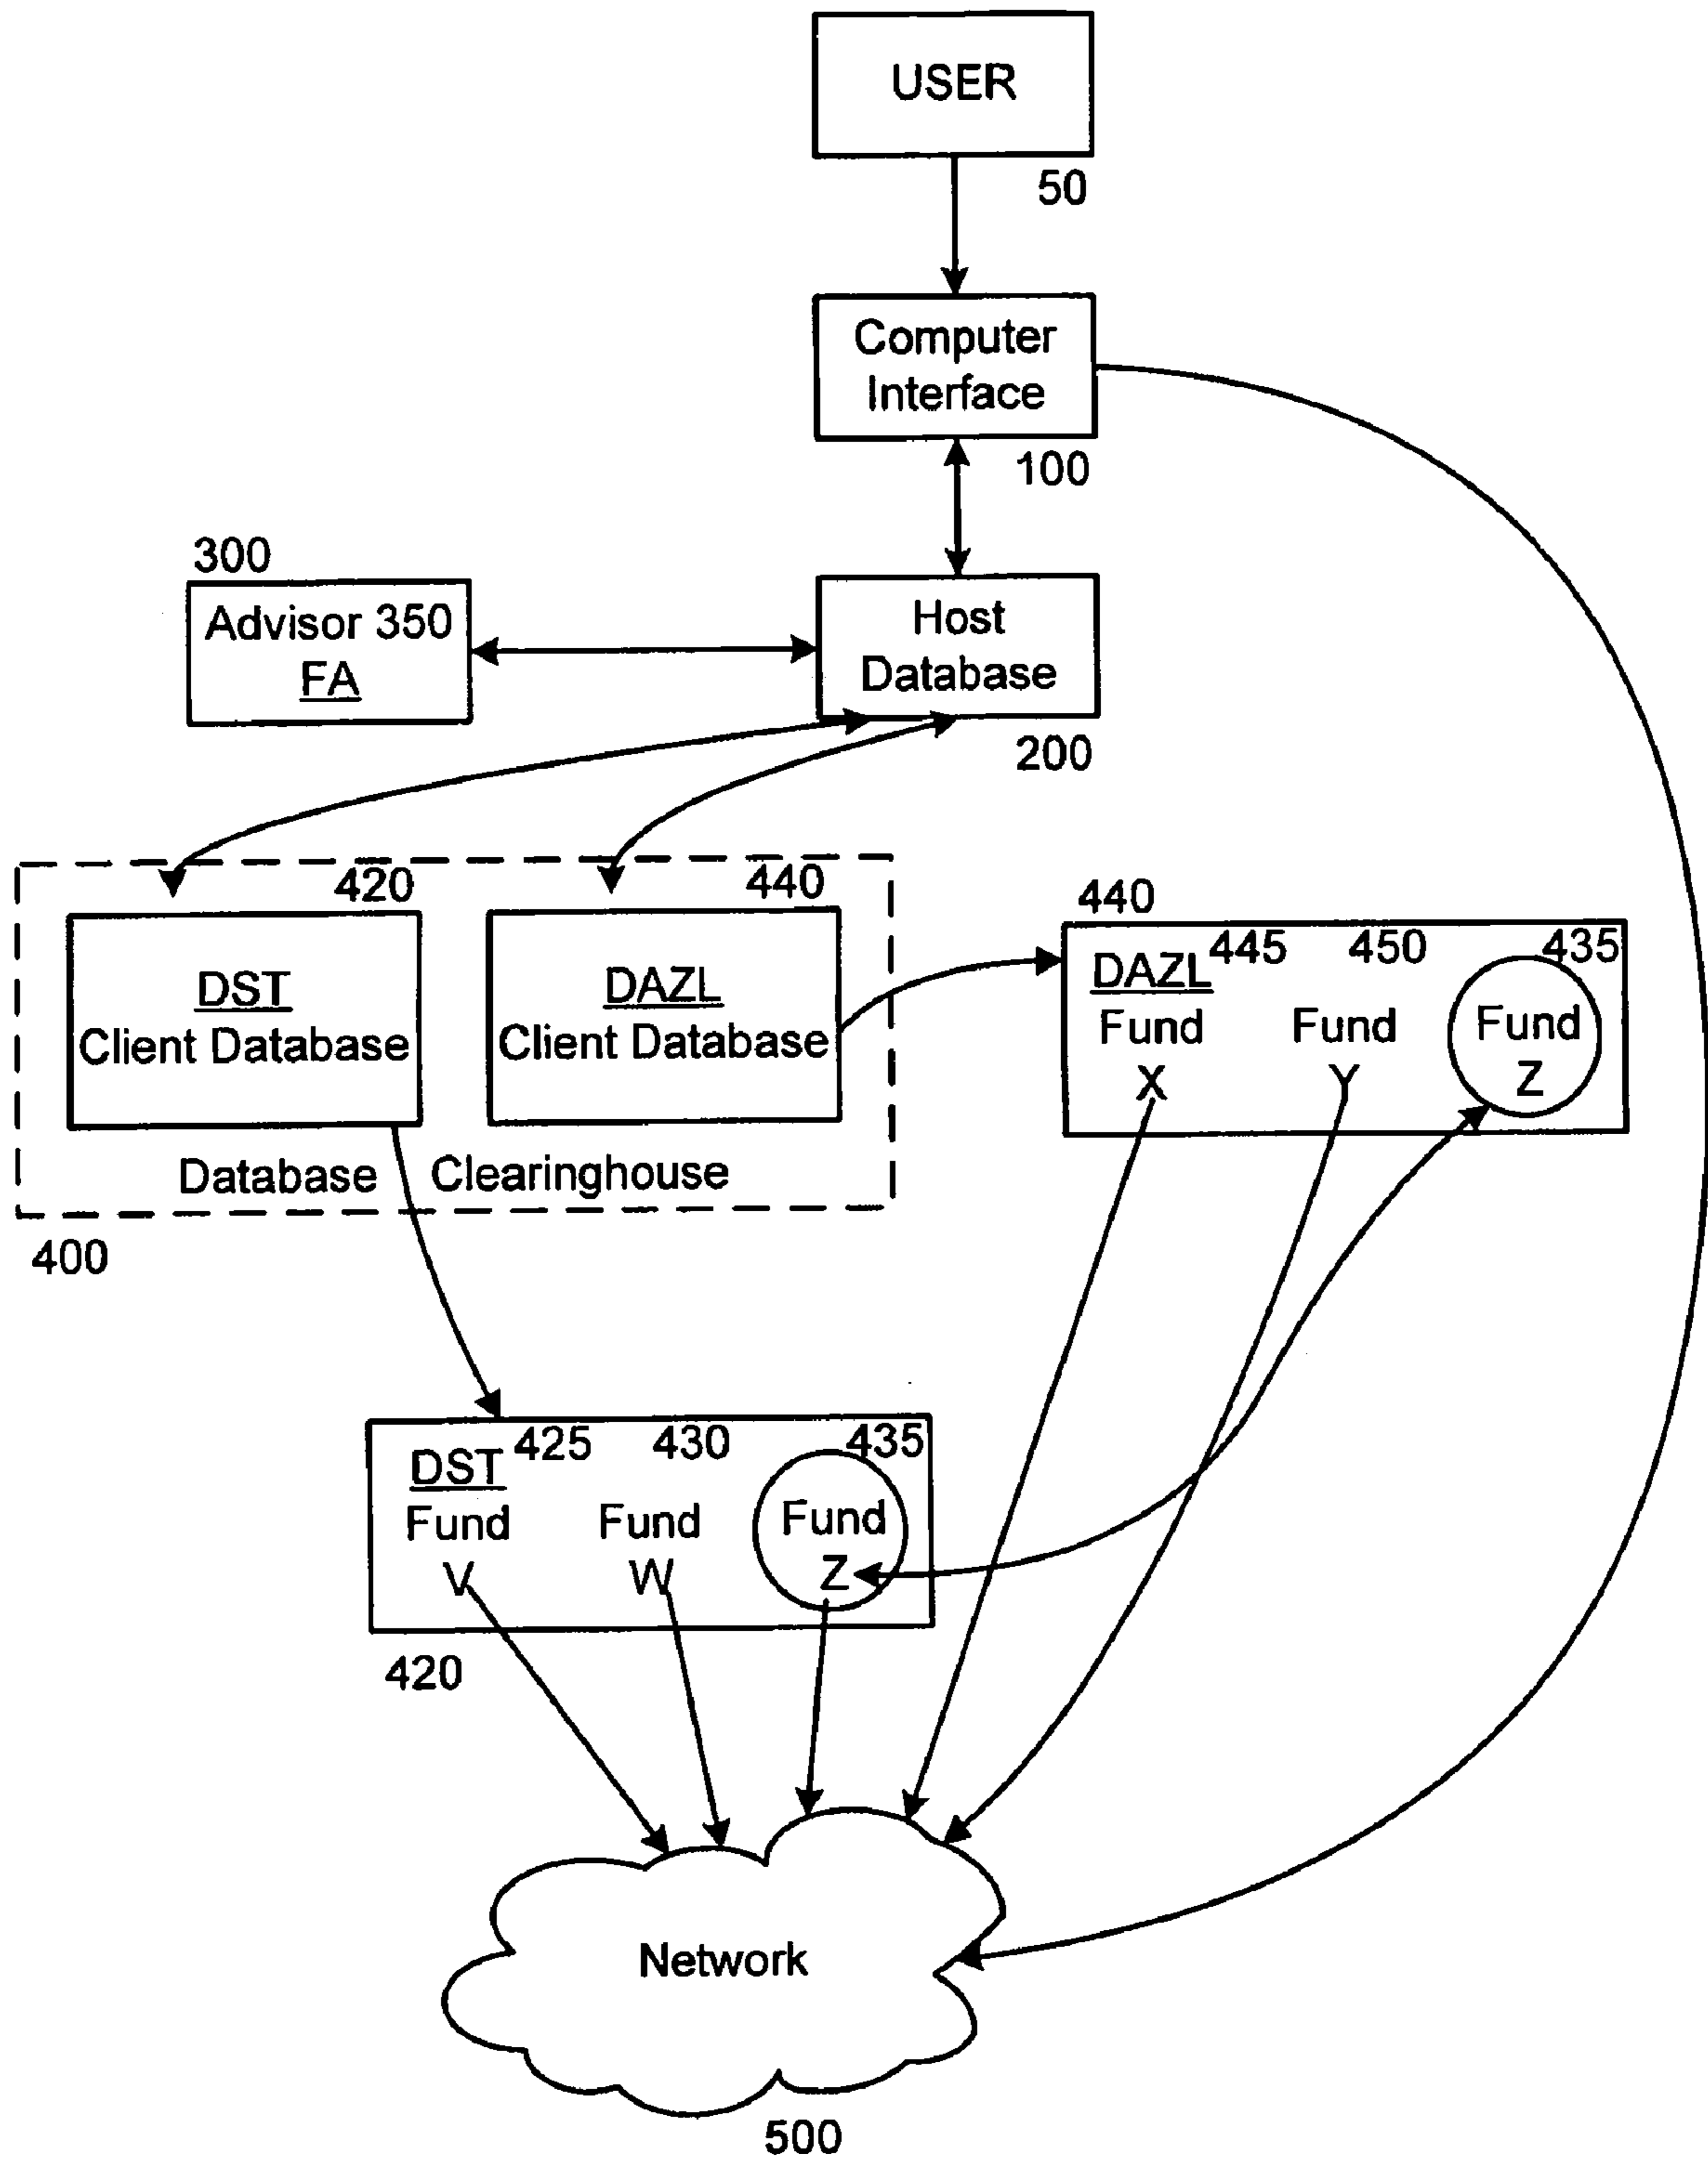 USER
50
Computer
Interface
100
300
Advisor 350
FA
Host
Database
200
420
440
DST
Client Database
DAZL
Client Database
Database Clearinghouse
400
440
445
450
435
DAZL
Fund
X
Fund
Y
Fund
Z
425
430
435
DST
Fund
V
Fund
W
Fund
Z
420
Network
500